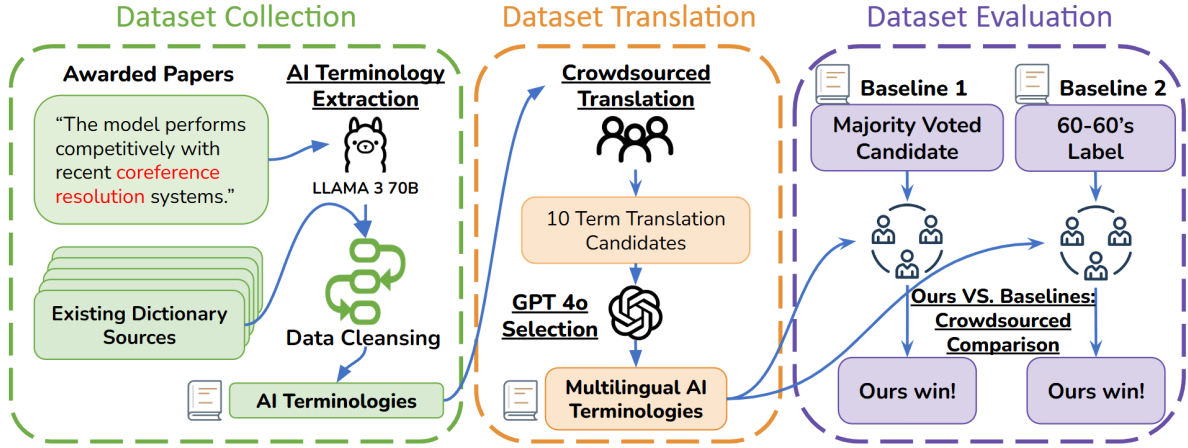 Dataset Collection
Awarded Papers
“The model performs
competitively with
recent coreference
resolution systems.”
AI Terminology
Extraction
LLAMA 3 70B
Existing Dictionary
Sources
Data Cleansing
AI Terminologies
Dataset Translation
Crowdsourced
Translation
10 Term Translation
Candidates
GPT 4o
Selection
Multilingual AI
Terminologies
Dataset Evaluation
Baseline 1
Majority Voted
Candidate
Baseline 2
60-60's
Label
Ours VS. Baselines:
Crowdsourced
Comparison
Ours win!
Ours win!